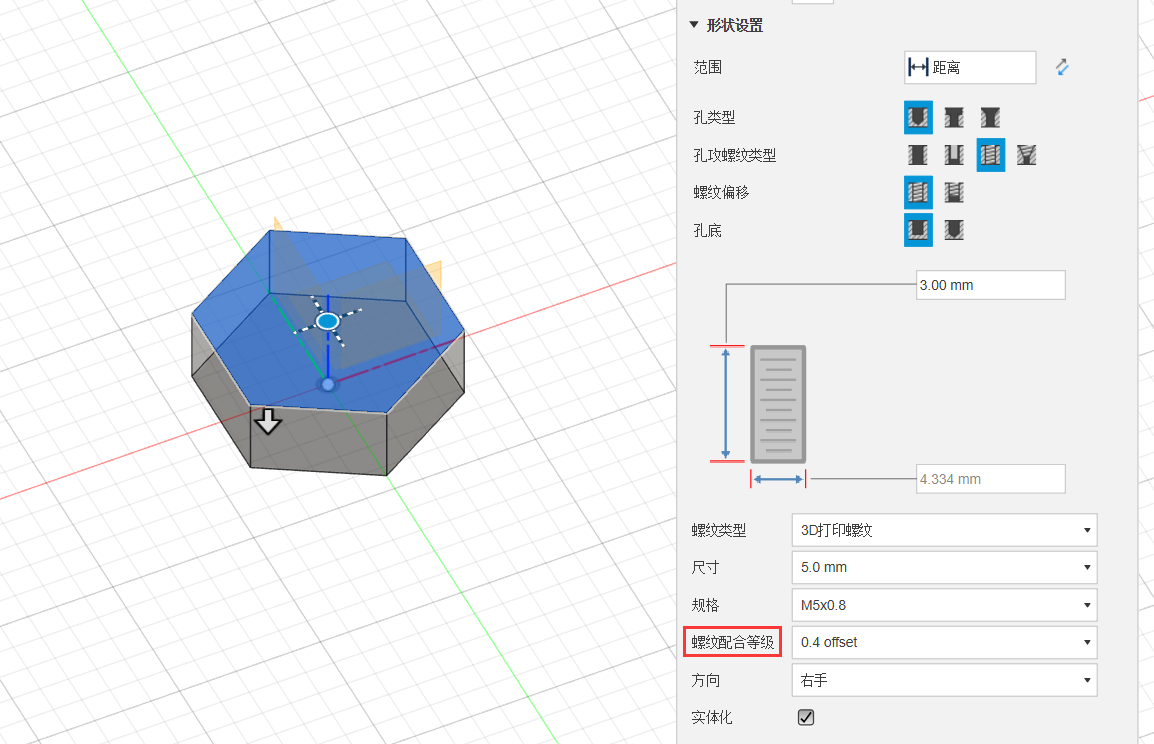 形状设置
范围 距离
孔类型
孔攻螺纹类型
螺纹偏移
孔底
3.00 mm
4.334 mm
螺纹类型 3D打印螺纹
尺寸 5.0 mm
规格 M5x0.8
螺纹配合等级 0.4 offset
方向 右手
实体化